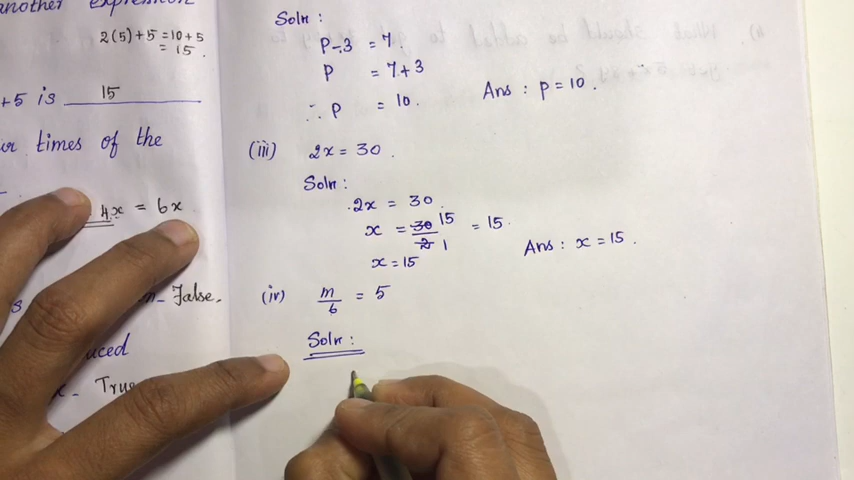 another expression
2(5)+5 = 10+5
= 15.
+5 is 15
times of the
4x = 6x
False.
uced
True
Soln :
P - 3 = 7.
P = 7+3
∴ P = 10.
Ans : p = 10.
(iii) 2x = 30.
Soln :
2x = 30.
x = 30/2 15 1 = 15.
x = 15
Ans : x = 15.
(iv) m/6 = 5
Soln :